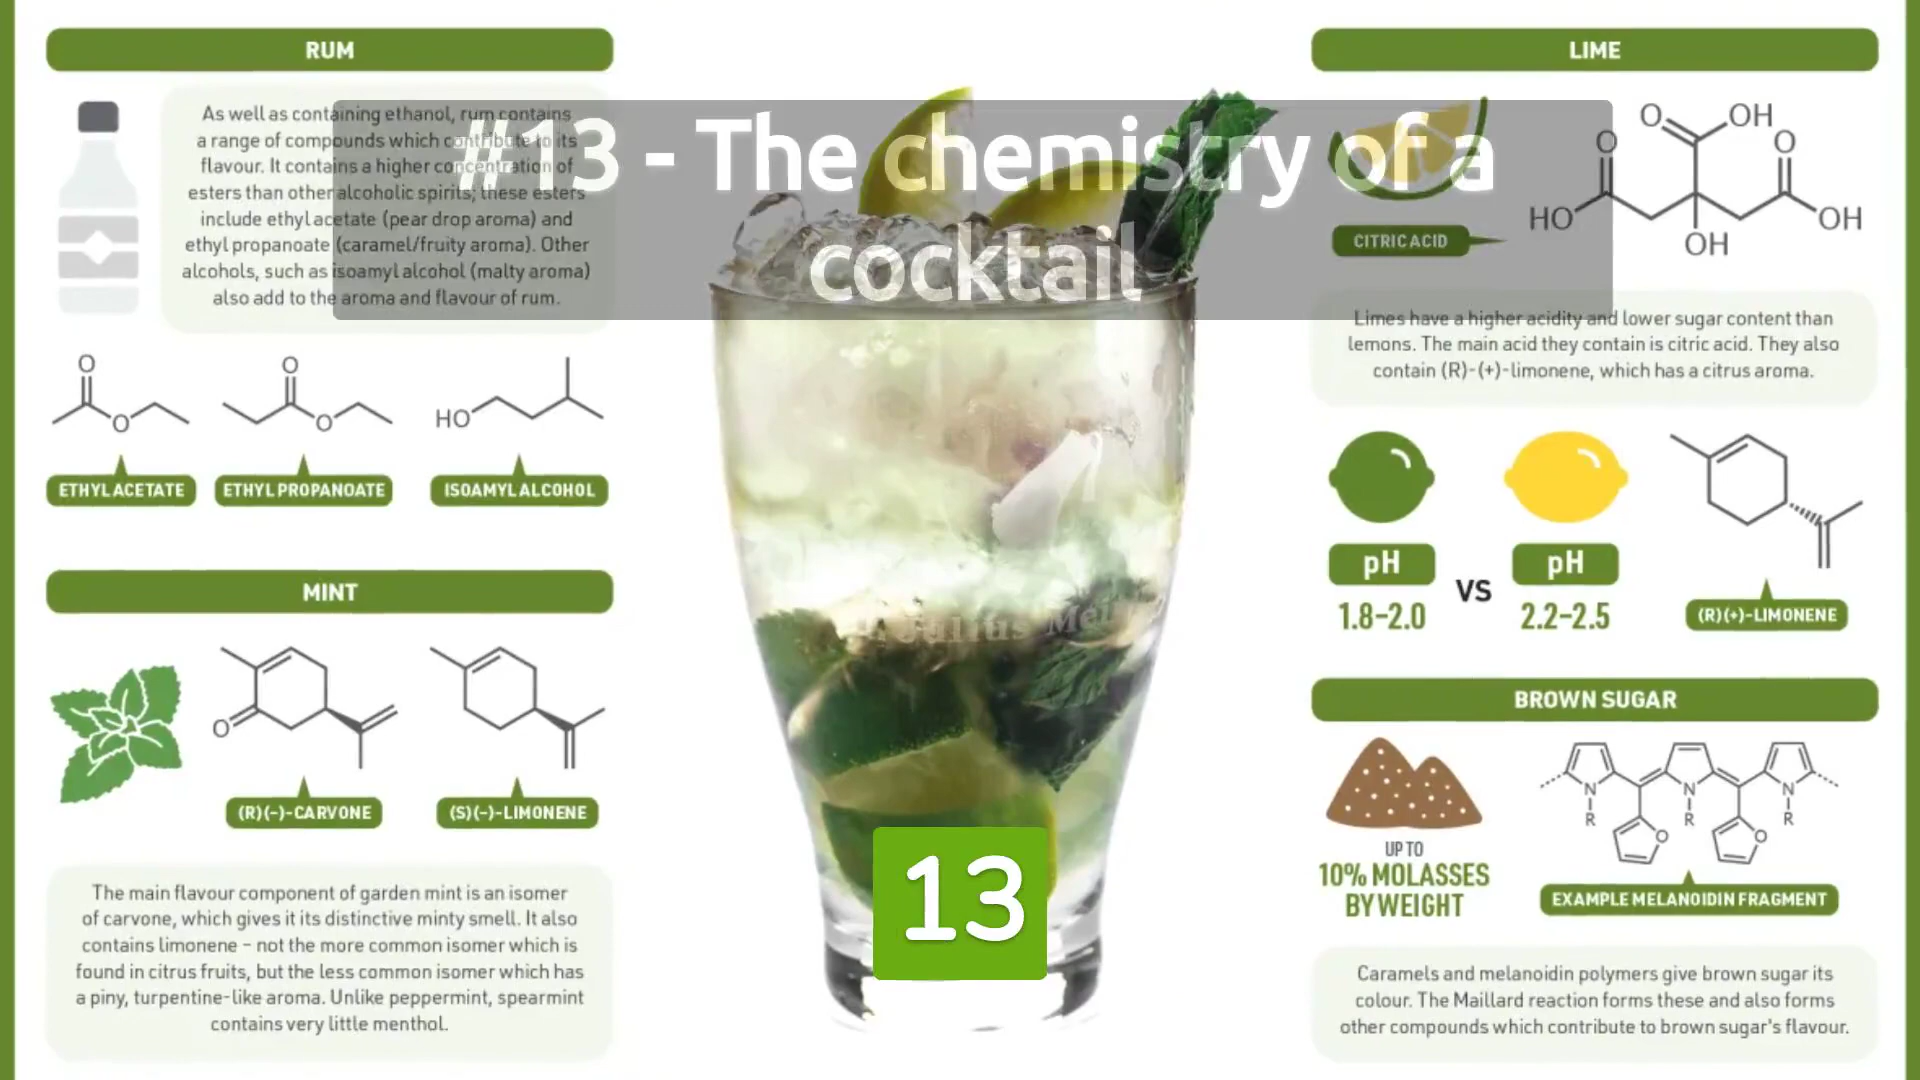 #13 - The chemistry of a
cocktail
RUM
As well as containing ethanol, rum contains
a range of compounds which contribute to its
flavour. It contains a higher concentration of
esters than other alcoholic spirits; these esters
include ethyl acetate (pear drop aroma) and
ethyl propanoate (caramel/fruity aroma). Other
alcohols, such as isoamyl alcohol (malty aroma)
also add to the aroma and flavour of rum.
O
O
O
O
HO
ETHYL ACETATE
ETHYL PROPANOATE
ISOAMYL ALCOHOL
MINT
O
(R)(-)-CARVONE
(S)(-)-LIMONENE
The main flavour component of garden mint is an isomer
of carvone, which gives it its distinctive minty smell. It also
contains limonene – not the more common isomer which is
found in citrus fruits, but the less common isomer which has
a piny, turpentine-like aroma. Unlike peppermint, spearmint
contains very little menthol.
Julius
13
LIME
CITRIC ACID
O
OH
O
O
HO
OH
OH
Limes have a higher acidity and lower sugar content than
lemons. The main acid they contain is citric acid. They also
contain (R)-(+)-limonene, which has a citrus aroma.
pH
1.8–2.0
VS
pH
2.2–2.5
(R)(+)-LIMONENE
BROWN SUGAR
UP TO
10% MOLASSES
BY WEIGHT
N
N
N
R
R
R
O
O
EXAMPLE MELANOIDIN FRAGMENT
Caramels and melanoidin polymers give brown sugar its
colour. The Maillard reaction forms these and also forms
other compounds which contribute to brown sugar's flavour.